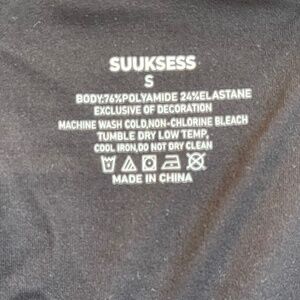 SUUKSESS
S
BODY:76%POLYAMIDE 24%ELASTANE
EXCLUSIVE OF DECORATION
MACHINE WASH COLD,NON-CHLORINE BLEACH
TUMBLE DRY LOW TEMP,
COOL IRON,DO NOT DRY CLEAN
MADE IN CHINA